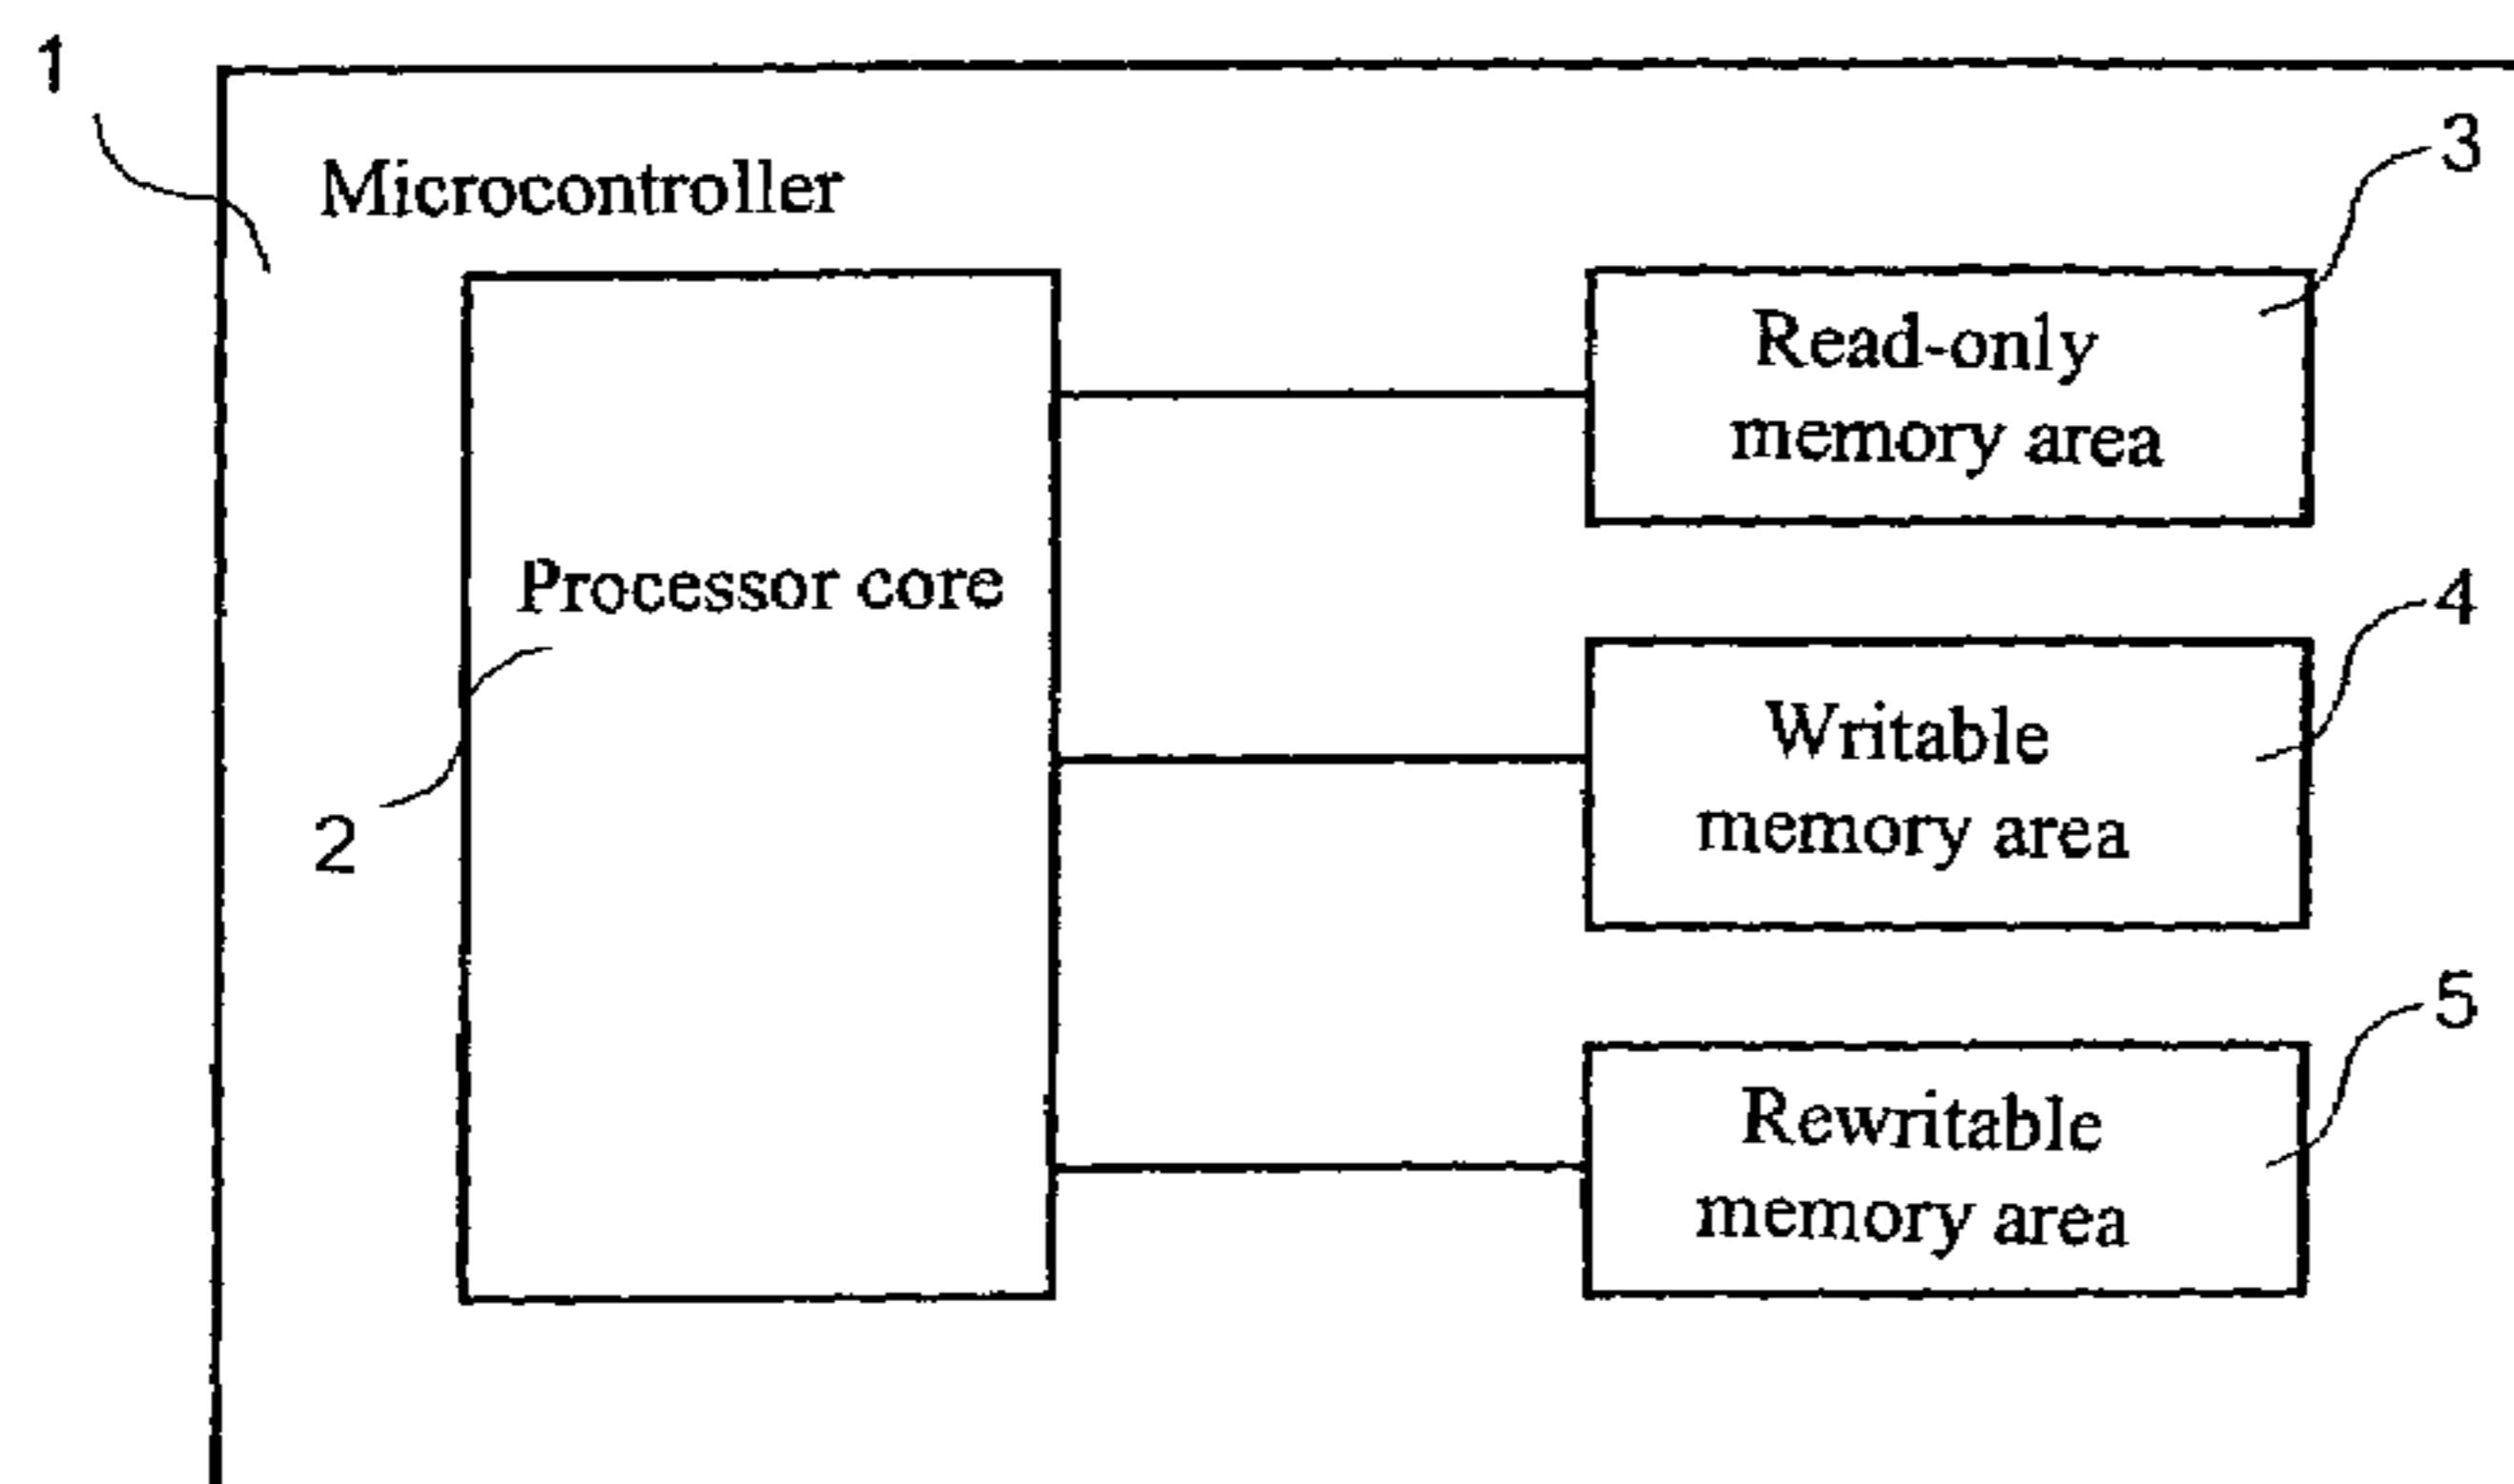 1
Microcontroller
3
Read-only
memory area
Processor core
4
Writable
memory area
2
5
Rewritable
memory area